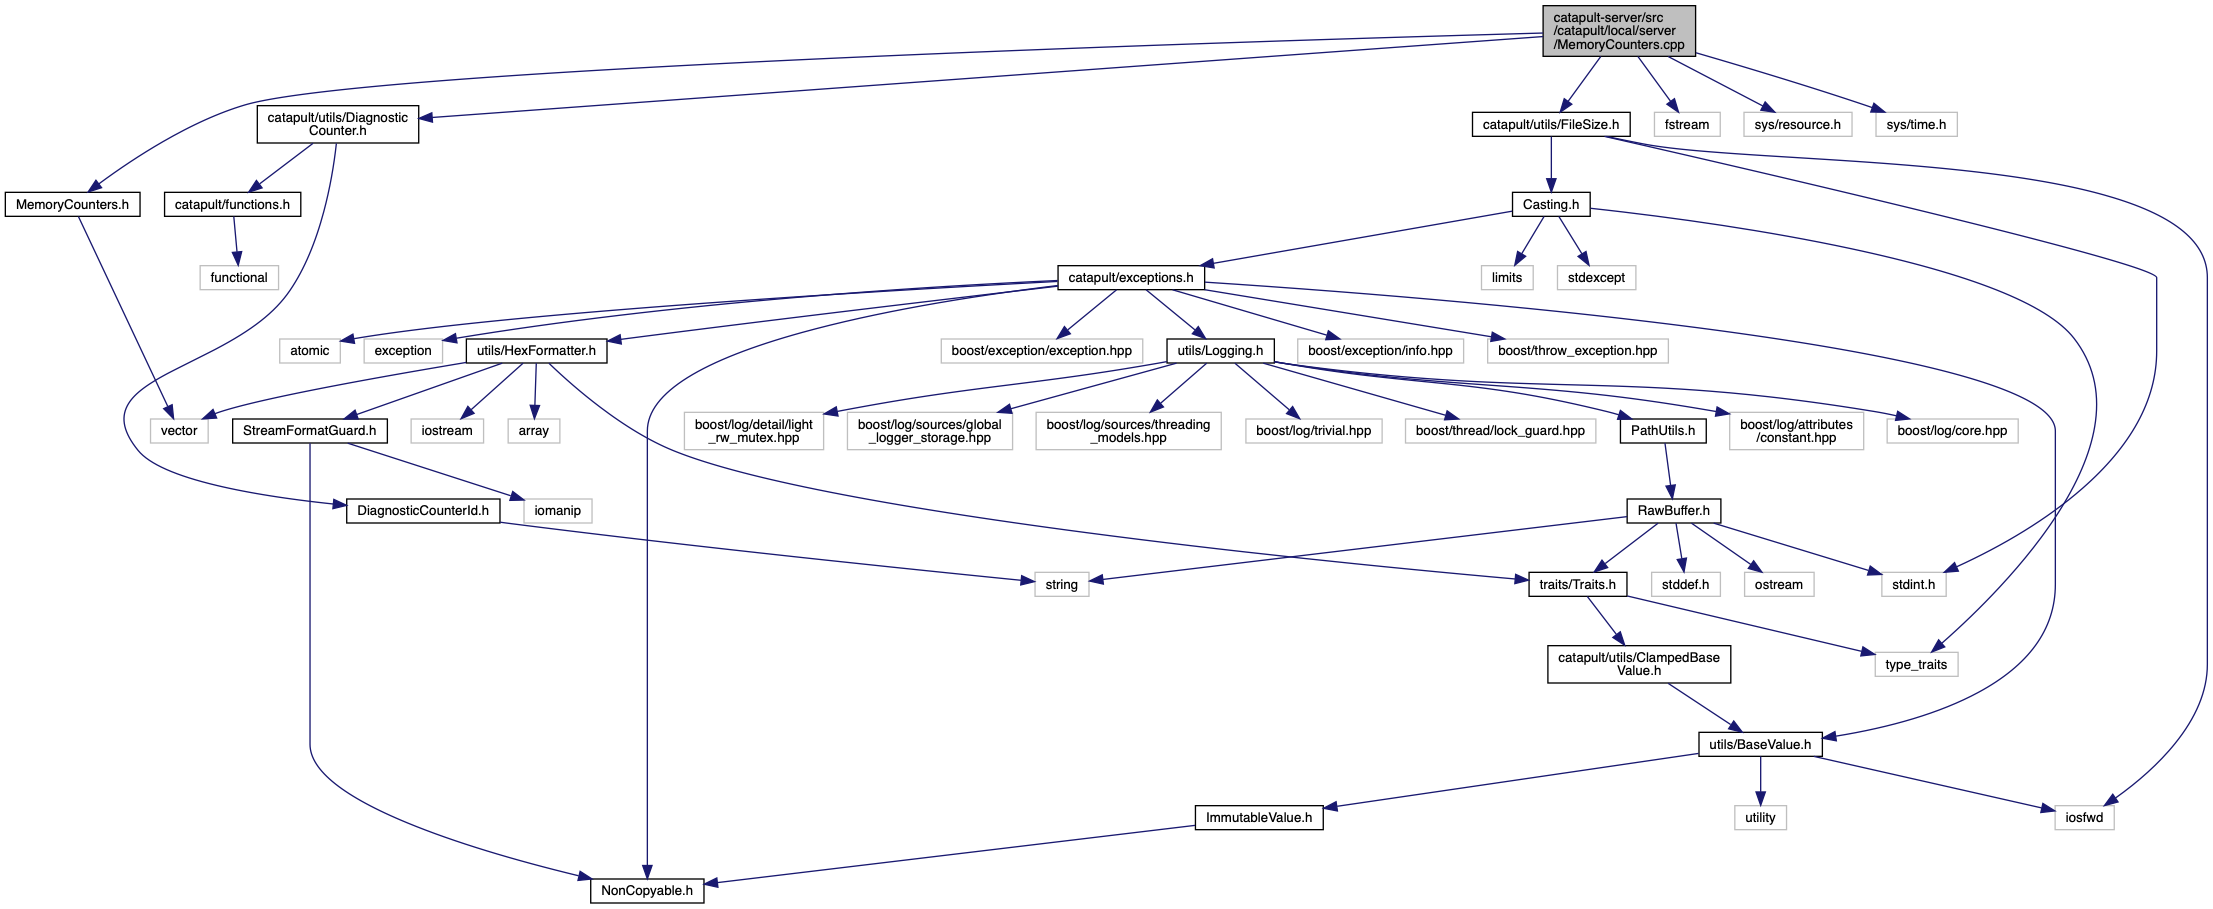 catapult-server/src
/catapult/local/server
/MemoryCounters.cpp
catapult/utils/Diagnostic
Counter.h
catapult/utils/FileSize.h
fstream
sys/resource.h
sys/time.h
MemoryCounters.h
catapult/functions.h
Casting.h
functional
catapult/exceptions.h
limits
stdexcept
atomic
exception
utils/HexFormatter.h
boost/exception/exception.hpp
utils/Logging.h
boost/exception/info.hpp
boost/throw_exception.hpp
vector
StreamFormatGuard.h
iostream
array
boost/log/detail/light
_rw_mutex.hpp
boost/log/sources/global
_logger_storage.hpp
boost/log/sources/threading
_models.hpp
boost/log/trivial.hpp
boost/thread/lock_guard.hpp
PathUtils.h
boost/log/attributes
/constant.hpp
boost/log/core.hpp
DiagnosticCounterId.h
iomanip
RawBuffer.h
string
traits/Traits.h
stddef.h
ostream
stdint.h
catapult/utils/ClampedBase
Value.h
type_traits
utils/BaseValue.h
ImmutableValue.h
utility
iosfwd
NonCopyable.h